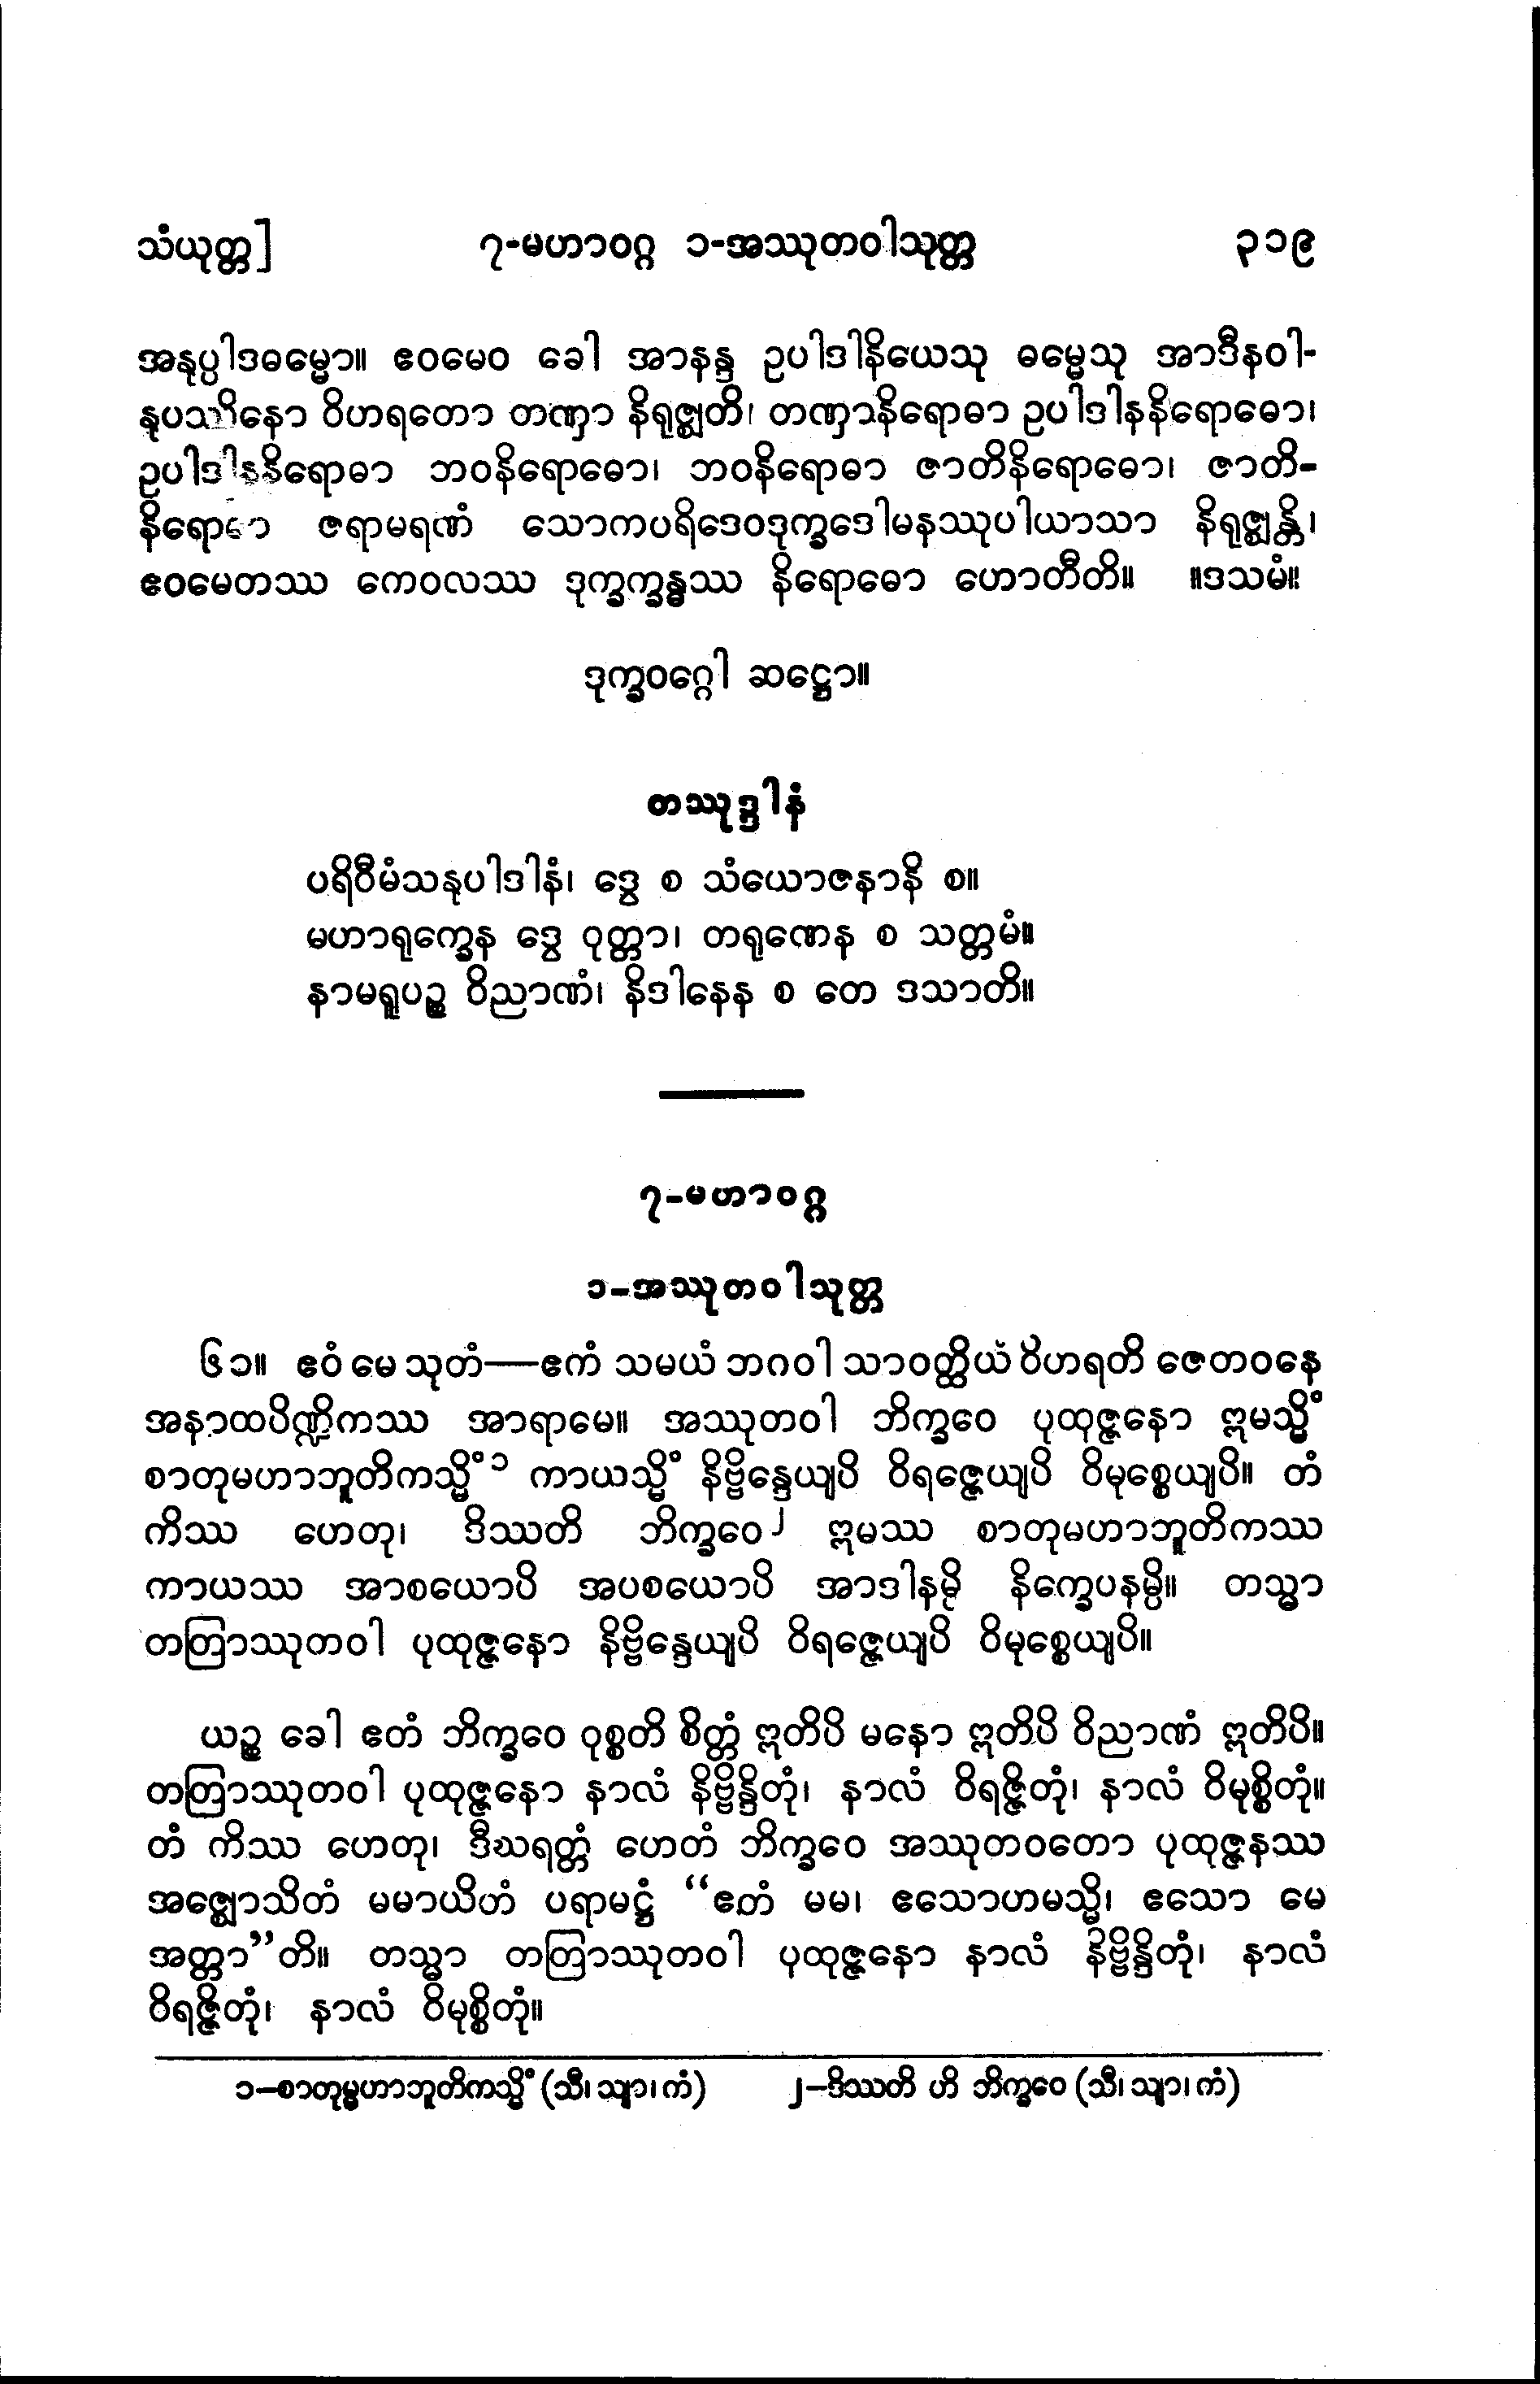 သံယုတ္တ] ၇-မဟာဝဂ္ဂ ၁-အဿုတဝါသုတ္တ ၃၁၉
အနုပ္ပါဒဓမ္မော။ ဧဝမေဝ ခေါ အာနန္ဒ ဥပါဒါနိယေသု ဓမ္မေသု အာဒီနဝါ-
နုပဿိနော ဝိဟရတော တဏှာ နိရုဇ္ဈတိ၊ တဏှာနိရောဓာ ဥပါဒါနနိရောဓော၊
ဥပါဒါနနိရောဓာ ဘဝနိရောဓော၊ ဘဝနိရောဓာ ဇာတိနိရောဓော၊ ဇာတိ-
နိရောဓာ ဇရာမရဏံ သောကပရိဒေဝဒုက္ခဒေါမနဿုပါယာသာ နိရုဇ္ဈန္တိ၊
ဧဝမေတဿ ကေဝလဿ ဒုက္ခက္ခန္ဓဿ နိရောဓော ဟောတီတိ။ ။ဒသမံ။
ဒုက္ခဝဂ္ဂေါ ဆဋ္ဌော။
တဿုဒ္ဒါနံ
ပရိဝီမံသနုပါဒါနံ၊ ဒွေ စ သံယောဇနာနိ စ။
မဟာရုက္ခေန ဒွေ ဝုတ္တာ၊ တရုဏေန စ သတ္တမံ။
နာမရူပဉ္စ ဝိညာဏံ၊ နိဒါနေန စ တေ ဒသာတိ။
၇-မဟာဝဂ္ဂ
၁-အဿုတဝါသုတ္တ
၆၁။ ဧဝံ မေ သုတံ—ဧကံ သမယံ ဘဂဝါ သာဝတ္ထိယံ ဝိဟရတိ ဇေတဝနေ
အနာထပိဏ္ဍိကဿ အာရာမေ။ အဿုတဝါ ဘိက္ခဝေ ပုထုဇ္ဇနော ဣမသ္မိံ
စာတုမဟာဘူတိကသ္မိံ၁ ကာယသ္မိံ နိဗ္ဗိန္ဒေယျပိ ဝိရဇ္ဇေယျပိ ဝိမုစ္စေယျပိ။ တံ
ကိဿ ဟေတု၊ ဒိဿတိ ဘိက္ခဝေ၂ ဣမဿ စာတုမဟာဘူတိကဿ
ကာယဿ အာစယောပိ အပစယောပိ အာဒါနမ္ပိ နိက္ခေပနမ္ပိ။ တသ္မာ
တတြာဿုတဝါ ပုထုဇ္ဇနော နိဗ္ဗိန္ဒေယျပိ ဝိရဇ္ဇေယျပိ ဝိမုစ္စေယျပိ။
ယဉ္စ ခေါ ဧတံ ဘိက္ခဝေ ဝုစ္စတိ စိတ္တံ ဣတိပိ မနော ဣတိပိ ဝိညာဏံ ဣတိပိ။
တတြာဿုတဝါ ပုထုဇ္ဇနော နာလံ နိဗ္ဗိန္ဒိတုံ၊ နာလံ ဝိရဇ္ဇိတုံ၊ နာလံ ဝိမုစ္စိတုံ။
တံ ကိဿ ဟေတု၊ ဒီဃရတ္တံ ဟေတံ ဘိက္ခဝေ အဿုတဝတော ပုထုဇ္ဇနဿ
အဇ္ဈောသိတံ မမာယိတံ ပရာမဋ္ဌံ “ဧတံ မမ၊ ဧသောဟမသ္မိ၊ ဧသော မေ
အတ္တာ”တိ။ တသ္မာ တတြာဿုတဝါ ပုထုဇ္ဇနော နာလံ နိဗ္ဗိန္ဒိတုံ၊ နာလံ
ဝိရဇ္ဇိတုံ၊ နာလံ ဝိမုစ္စိတုံ။
၁–စာတုမ္မဟာဘူတိကသ္မိံ (သီ၊ သျာ၊ ကံ) ၂–ဒိဿတိ ဟိ ဘိက္ခဝေ (သီ၊ သျာ၊ ကံ)